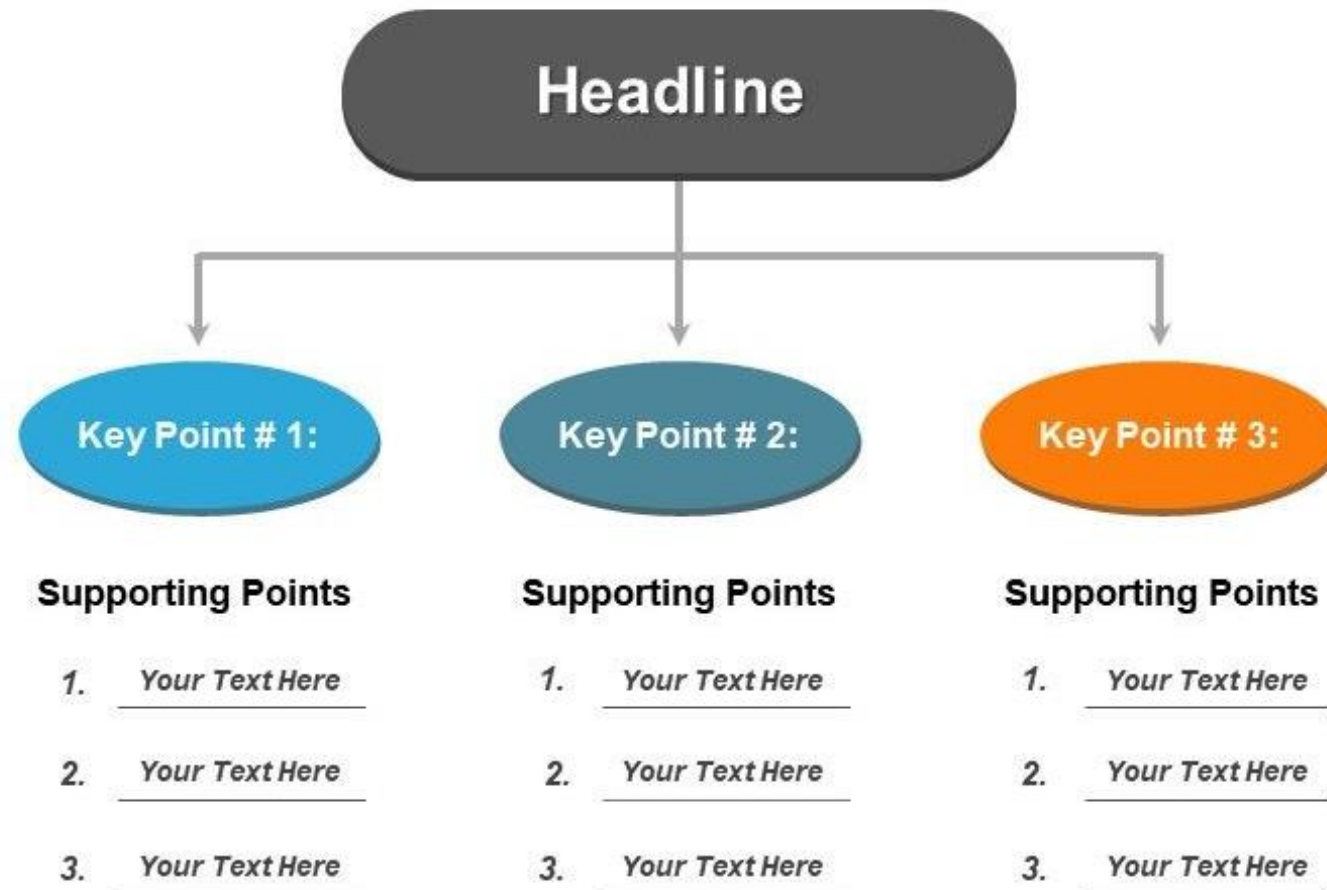 Headline
Key Point # 1:
Key Point # 2:
Key Point # 3:
Supporting Points
1. Your Text Here
2. Your Text Here
3. Your Text Here
Supporting Points
1. Your Text Here
2. Your Text Here
3. Your Text Here
Supporting Points
1. Your Text Here
2. Your Text Here
3. Your Text Here